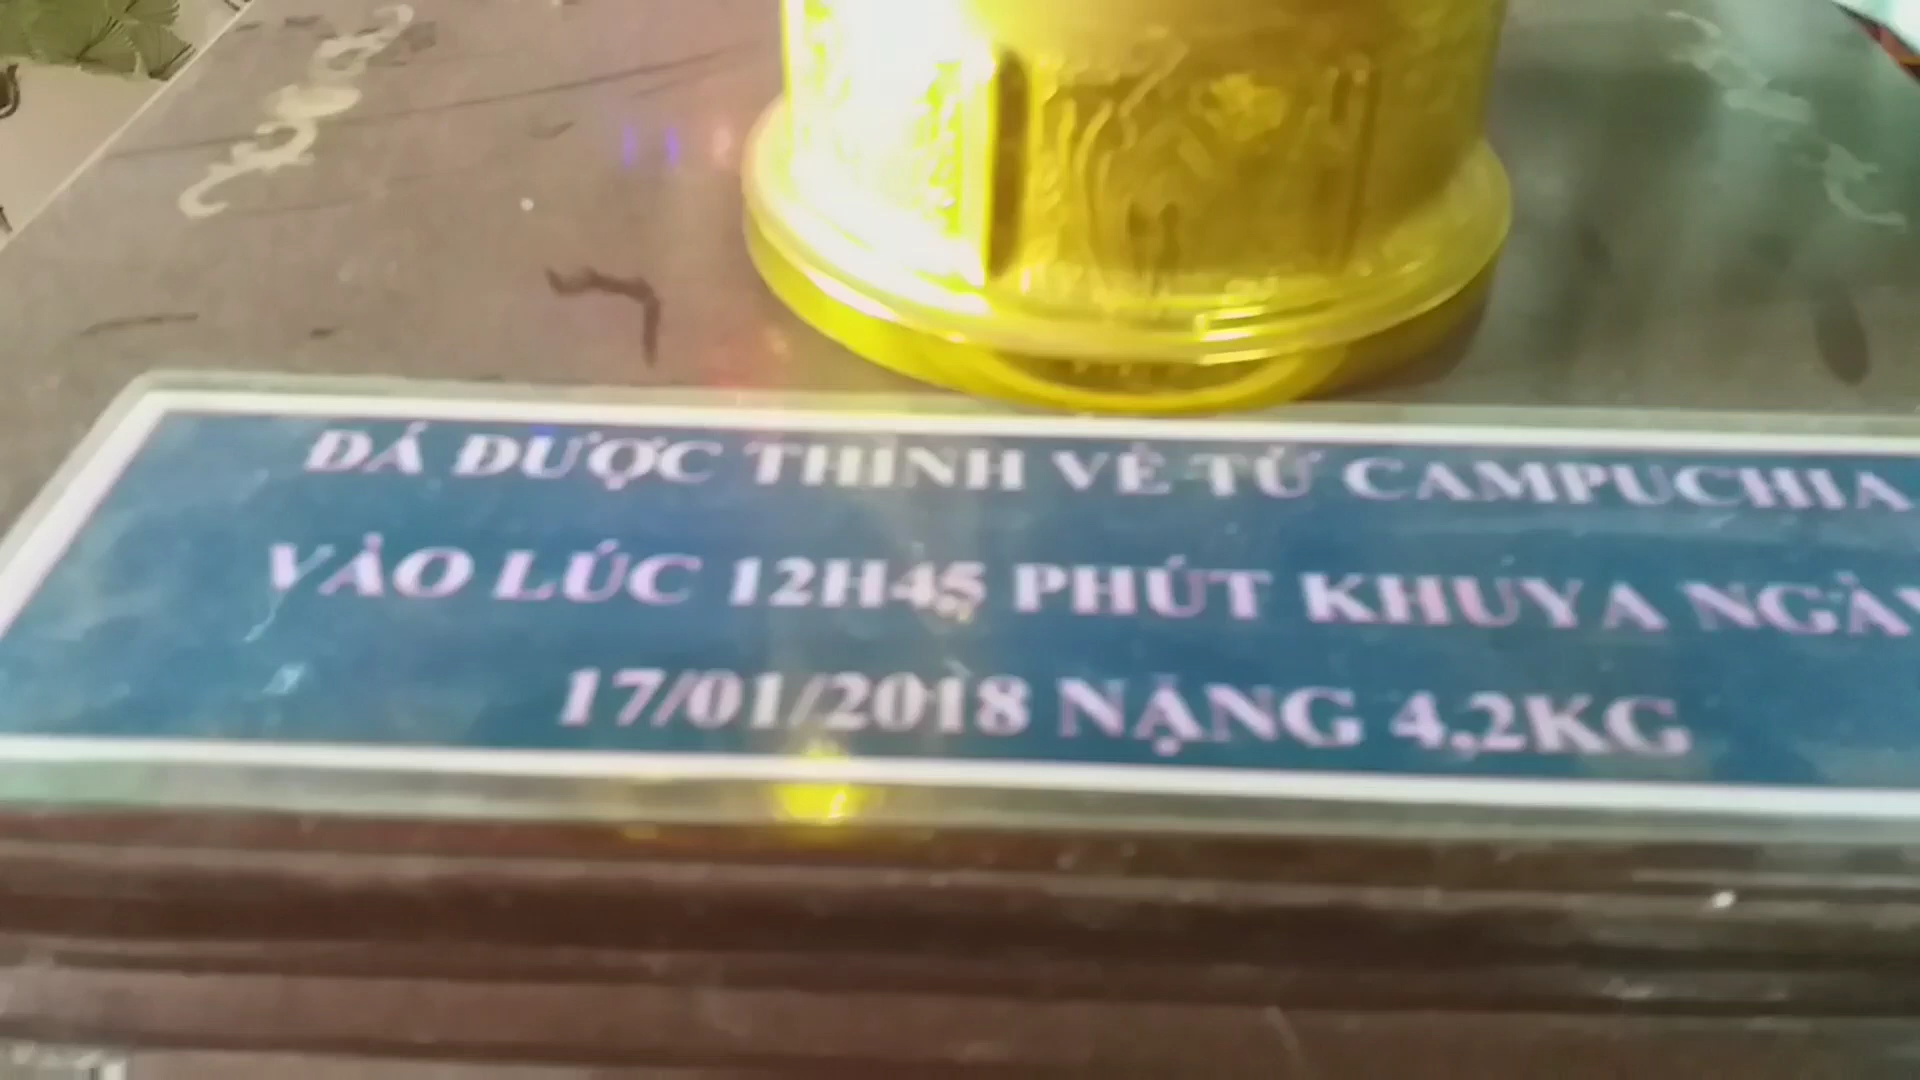 ĐÁ ĐƯỢC THỈNH VỀ TỪ CAMPUCHIA
VÀO LÚC 12H45 PHÚT KHUYA NGÀY
17/01/2018 NẶNG 4,2KG